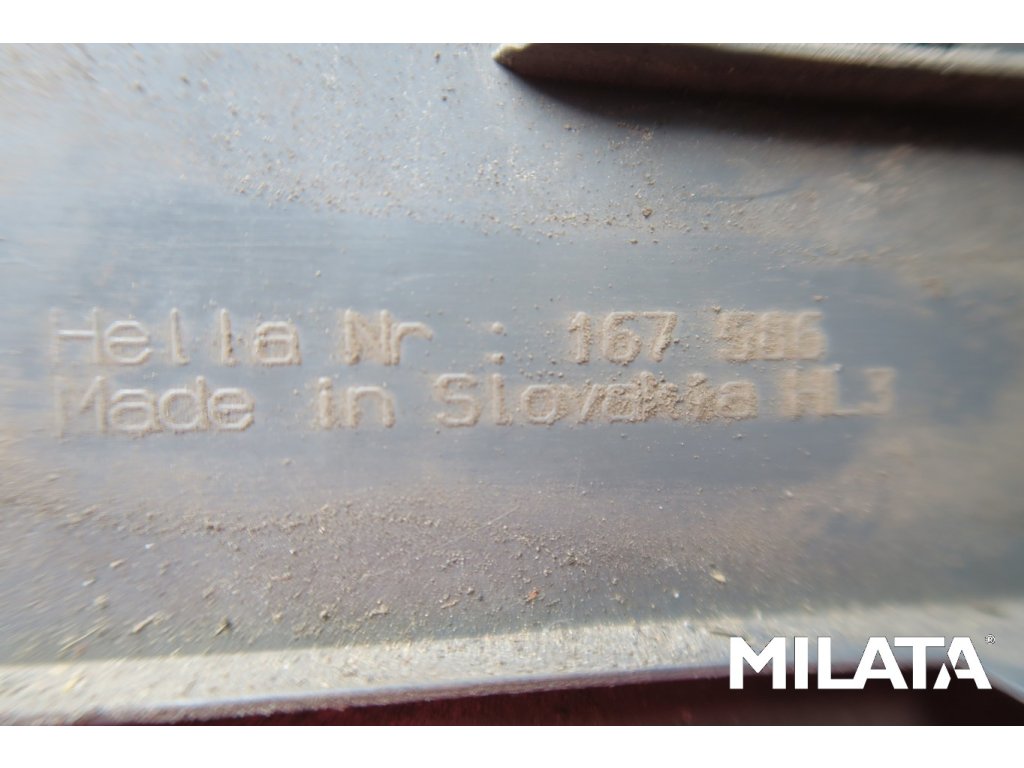 Hella Nr : 167 506
Made in Slovakia HL3
MILATA®